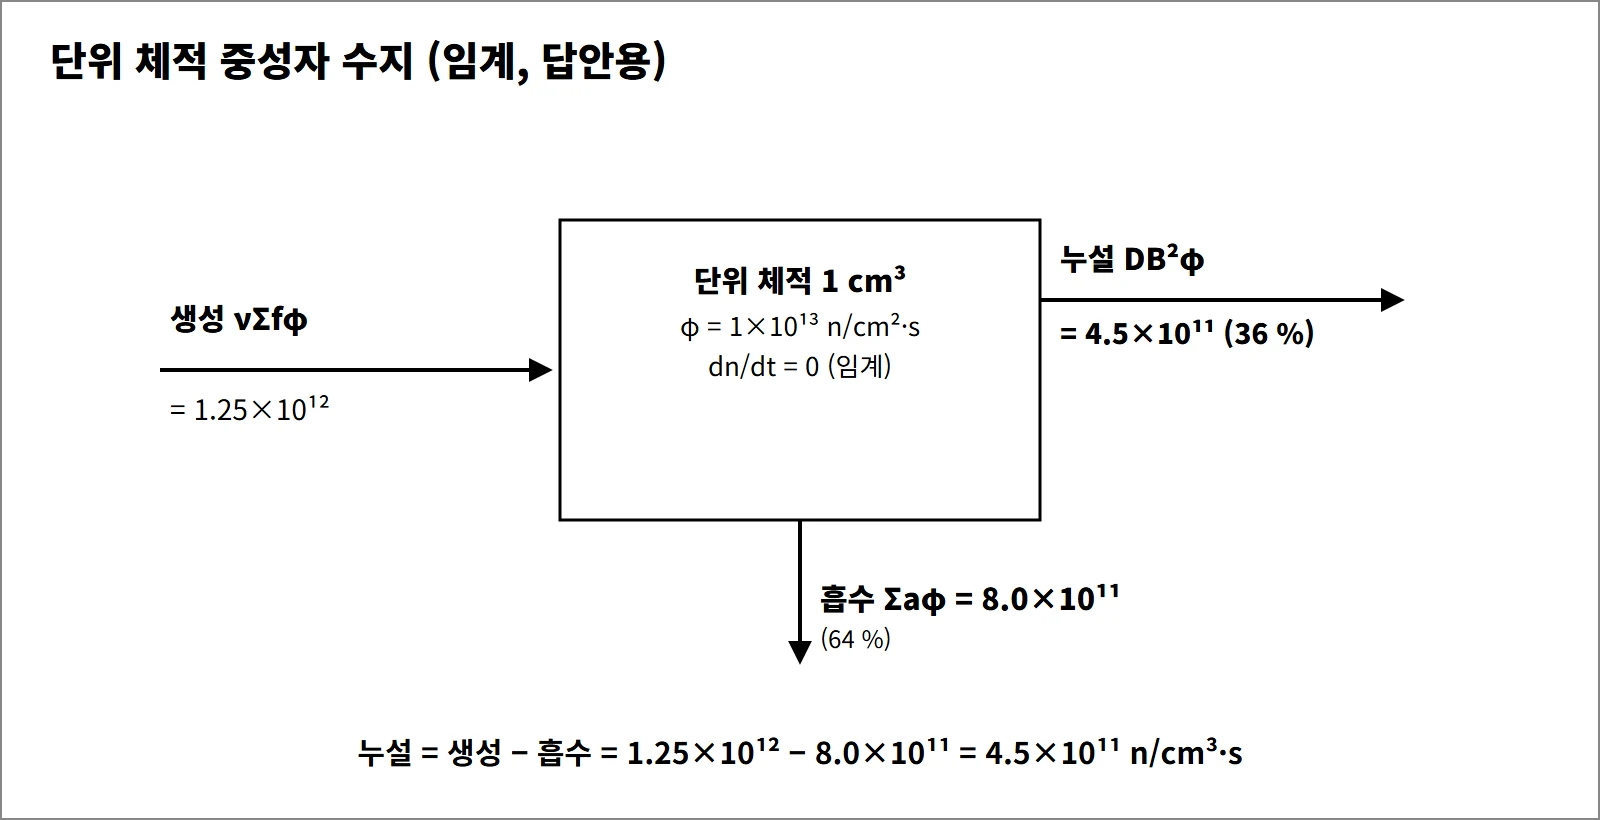 단위 체적 중성자 수지 (임계, 답안용)
생성 νΣfφ
= 1.25×10¹²
단위 체적 1 cm³
φ = 1×10¹³ n/cm²·s
dn/dt = 0 (임계)
누설 DB²φ
= 4.5×10¹¹ (36 %)
흡수 Σaφ = 8.0×10¹¹
(64 %)
누설 = 생성 − 흡수 = 1.25×10¹² − 8.0×10¹¹ = 4.5×10¹¹ n/cm³·s